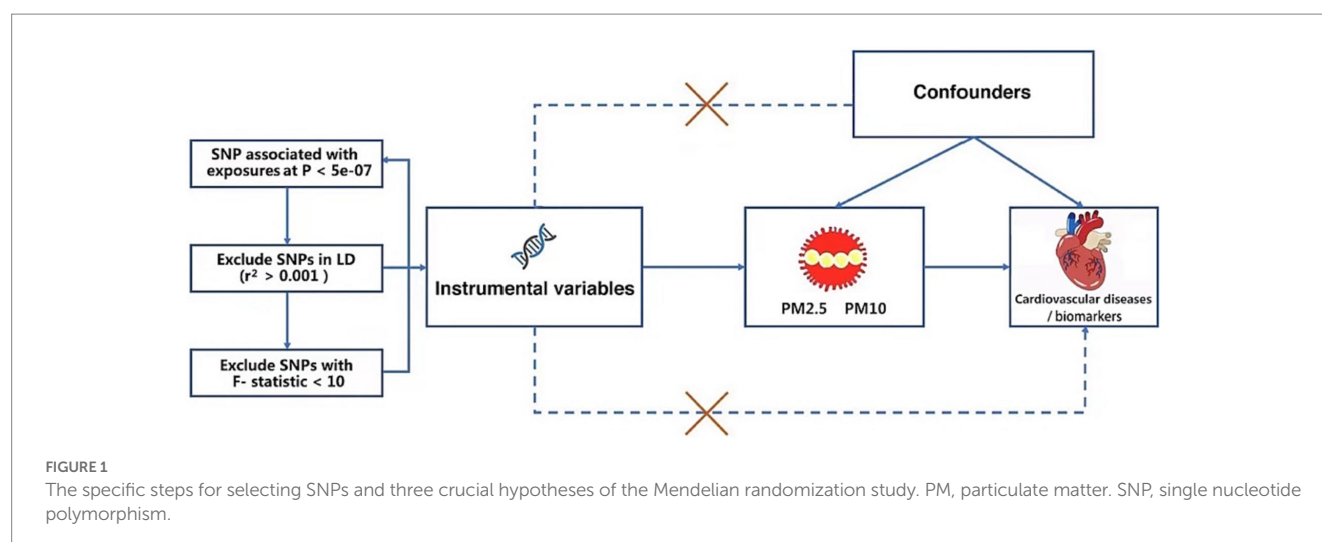 Confounders
SNP associated with
exposures at P < 5e-07
Exclude SNPs in LD
(r² > 0.001 )
Exclude SNPs with
F- statistic < 10
Instrumental variables
PM2.5 PM10
Cardiovascular diseases
/ biomarkers
FIGURE 1
The specific steps for selecting SNPs and three crucial hypotheses of the Mendelian randomization study. PM, particulate matter. SNP, single nucleotide
polymorphism.